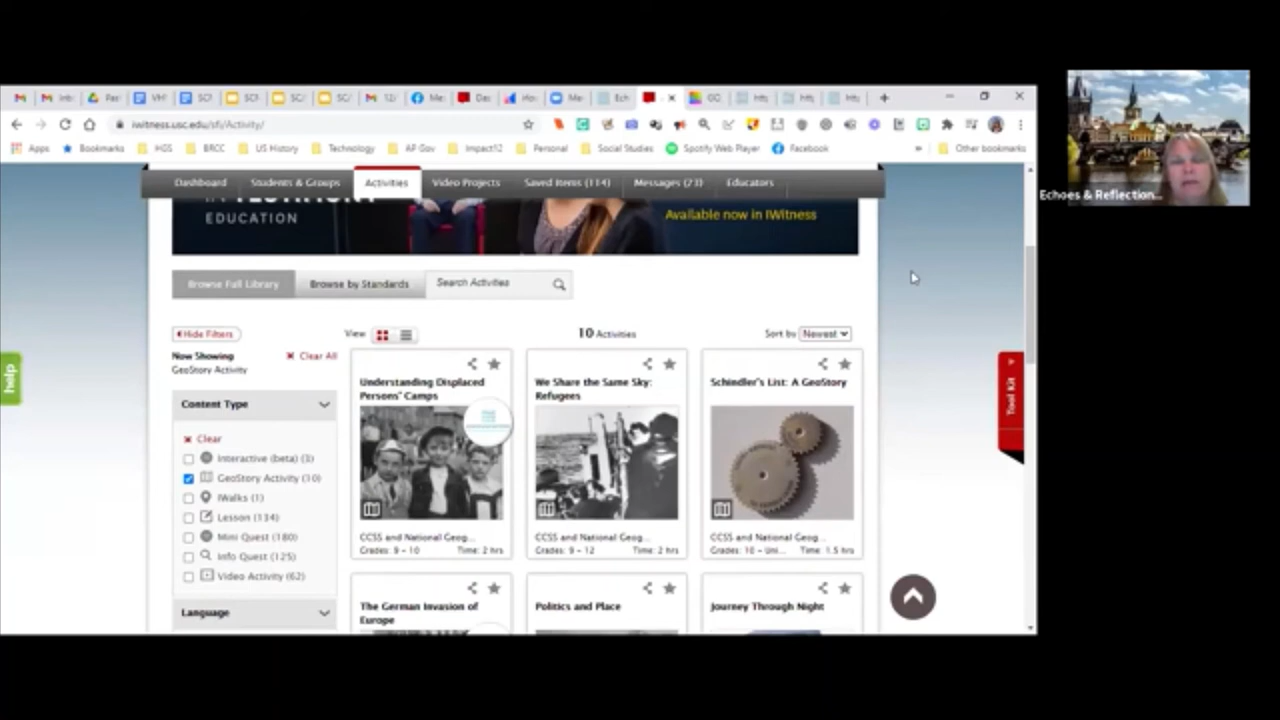 iwitness.usc.edu/sfi/Activity/
Apps Bookmarks HGS BRCC US History Technology AP Gov Impact12 Personal Social Studies Spotify Web Player Facebook » Other bookmarks
Dashboard Students & Groups Activities Video Projects Saved Items (114) Messages (23) Educators
EDUCATION
Available now in IWitness
Browse Full Library Browse by Standards Search Activities
Hide Filters View 10 Activities Sort by Newest
Now Showing Clear All
GeoStory Activity
Content Type
Clear
Interactive (beta) (3)
GeoStory Activity (10)
IWalks (1)
Lesson (134)
Mini Quest (180)
Info Quest (125)
Video Activity (62)
Language
Understanding Displaced
Persons' Camps
CCSS and National Geog...
Grades: 9 - 10 Time: 2 hrs
We Share the Same Sky:
Refugees
CCSS and National Geog...
Grades: 9 - 12 Time: 2 hrs
Schindler's List: A GeoStory
CCSS and National Geog...
Grades: 10 - Uni... Time: 1.5 hrs
The German Invasion of
Europe
Politics and Place
Journey Through Night
help
Tool Kit
Echoes & Reflection...